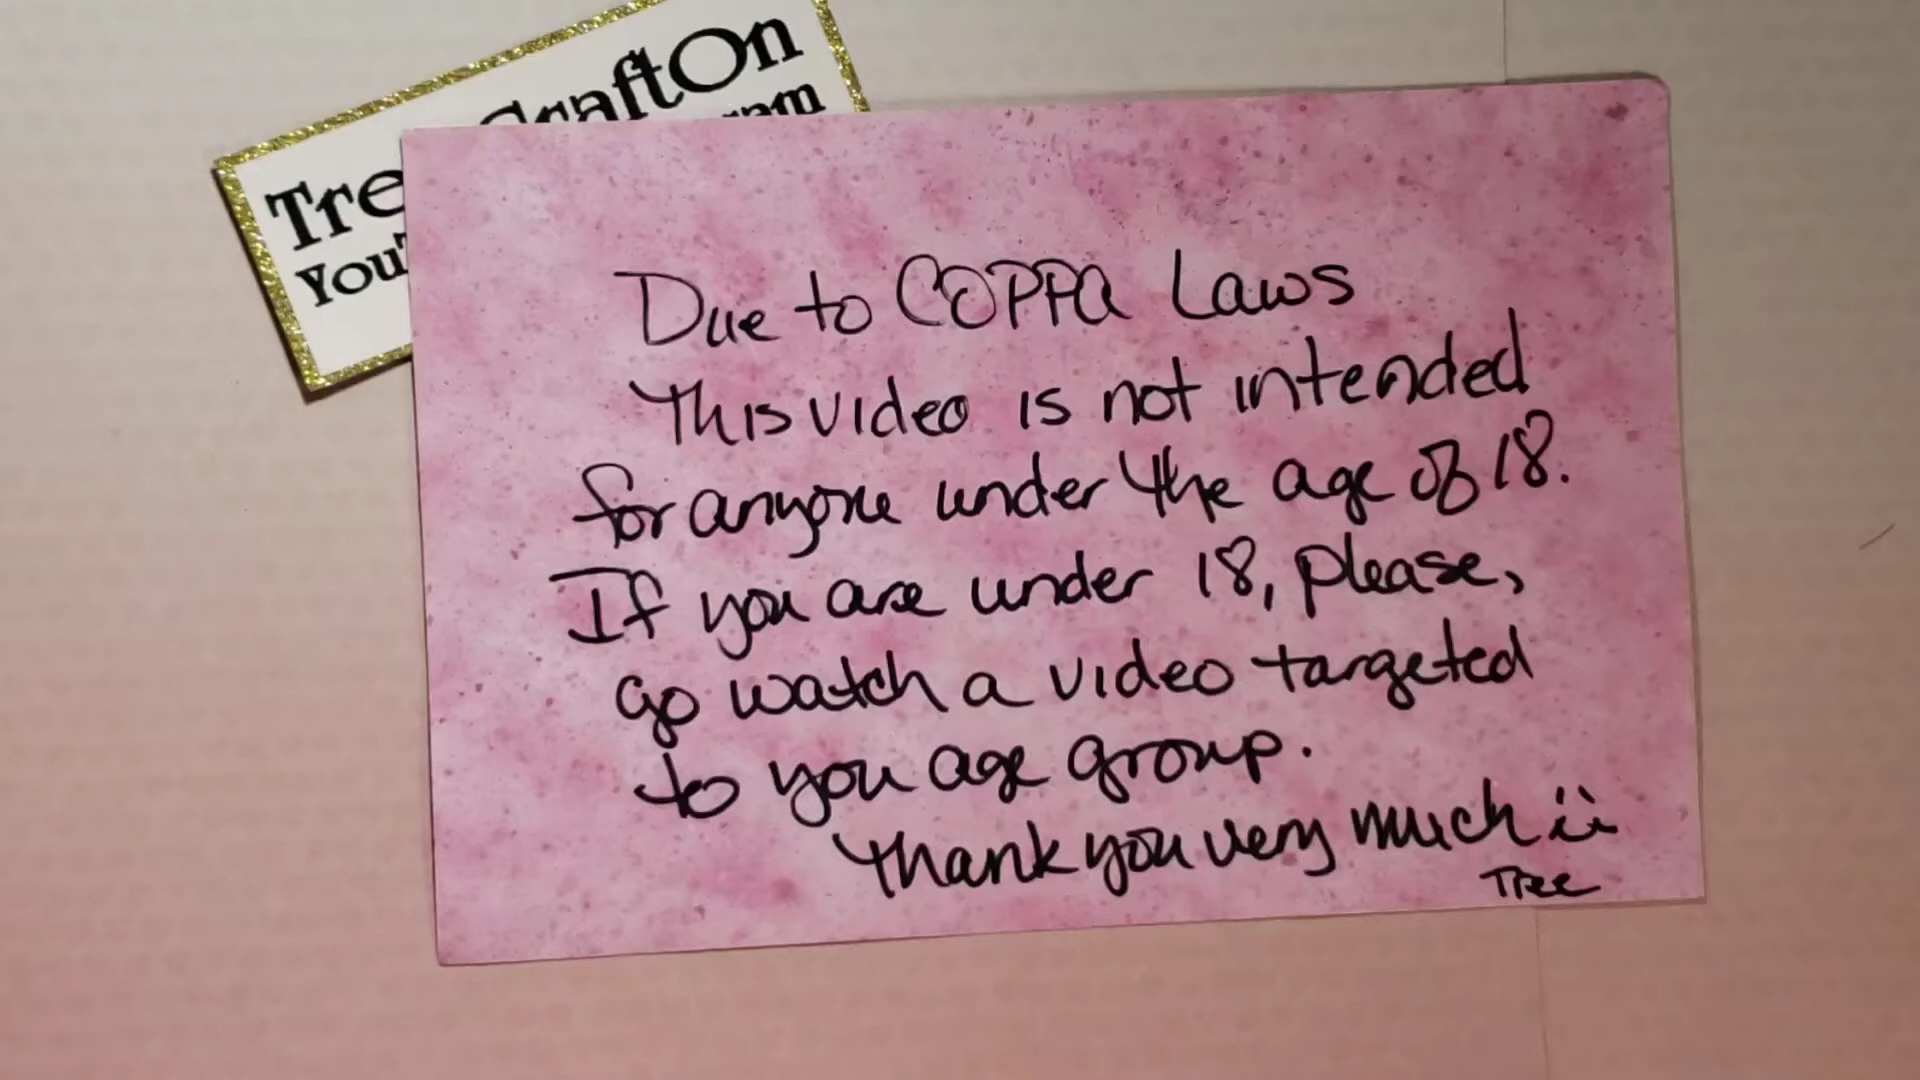 CraftOn
Tre
You
Due to COPPA Laws
This video is not intended
for anyone under the age of 18.
If you are under 18, please,
go watch a video targeted
to you age group.
Thank you very much
Tree